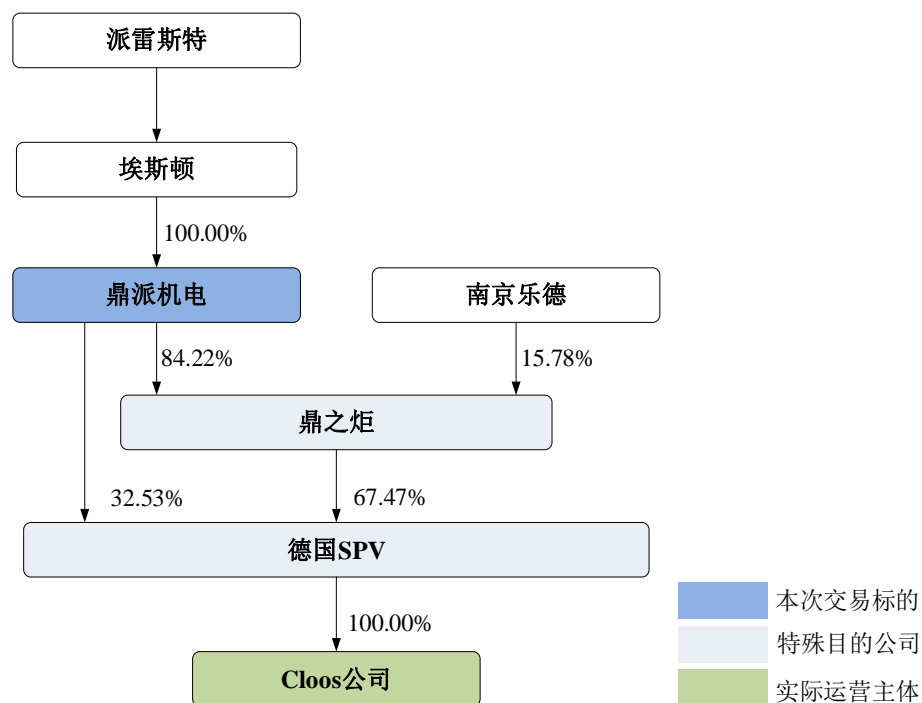 派雷斯特
埃斯顿
100.00%
鼎派机电
南京乐德
84.22%
15.78%
鼎之炬
32.53%
67.47%
德国SPV
100.00%
Cloos公司
本次交易标的
特殊目的公司
实际运营主体